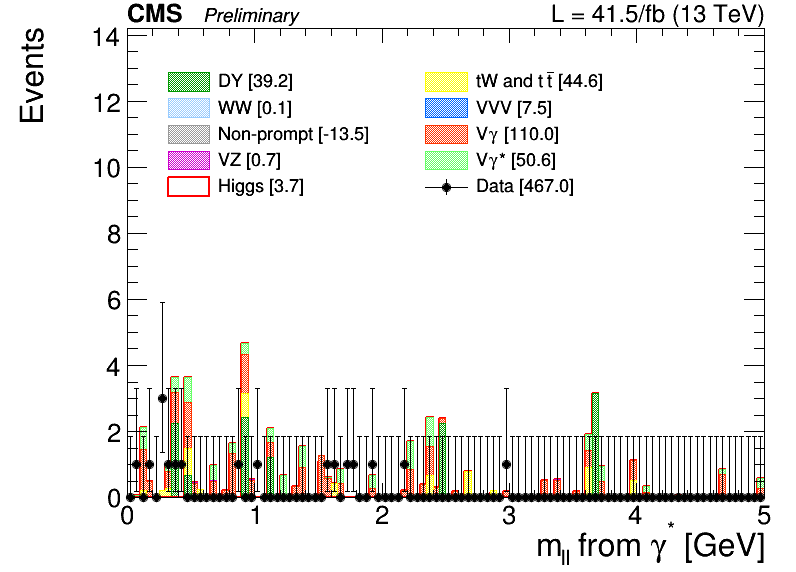 CMS Preliminary L = 41.5/fb (13 TeV)
Events
14
12
10
8
6
4
2
0
DY [39.2]
WW [0.1]
Non-prompt [-13.5]
VZ [0.7]
Higgs [3.7]
tW and tt̅ [44.6]
VVV [7.5]
Vγ [110.0]
Vγ* [50.6]
Data [467.0]
0 1 2 3 4 5
m_ll from γ* [GeV]